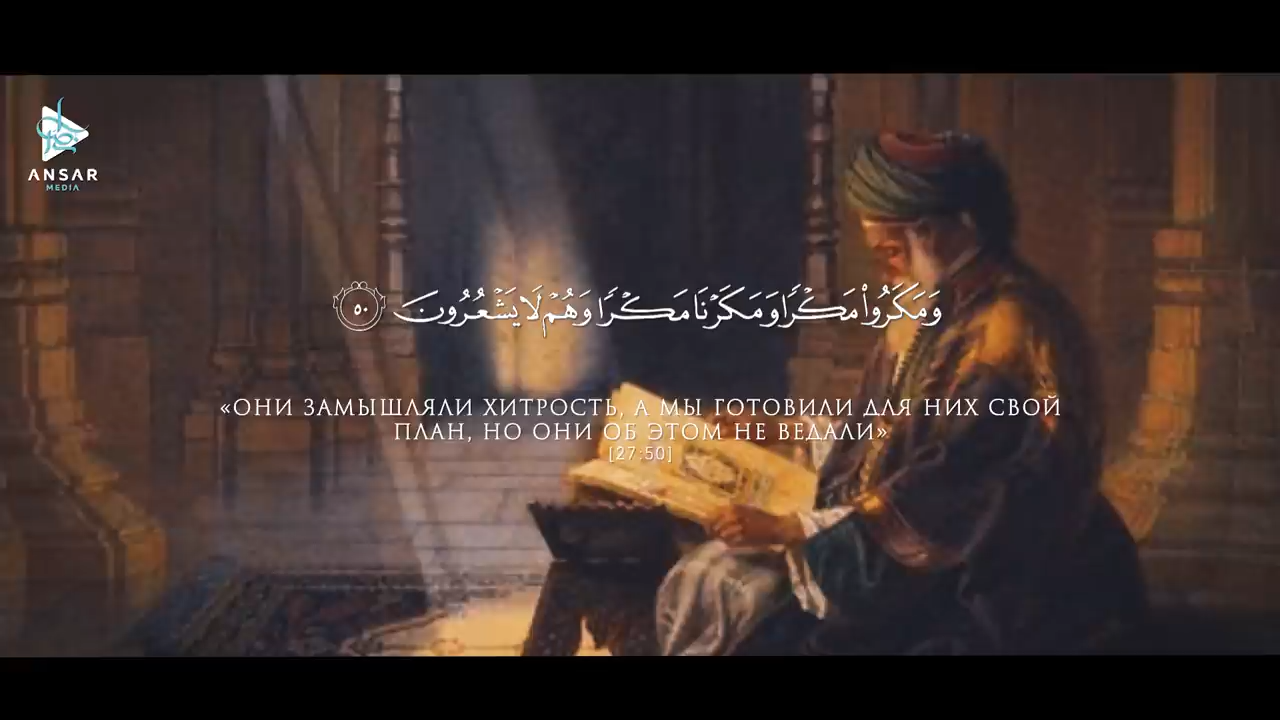 ANSAR
MEDIA
وَمَكَرُوا۟ مَكْرًا وَمَكَرْنَا مَكْرًا وَهُمْ لَا يَشْعُرُونَ ٥٠
«ОНИ ЗАМЫШЛЯЛИ ХИТРОСТЬ, А МЫ ГОТОВИЛИ ДЛЯ НИХ СВОЙ
ПЛАН, НО ОНИ ОБ ЭТОМ НЕ ВЕДАЛИ»
[27:50]